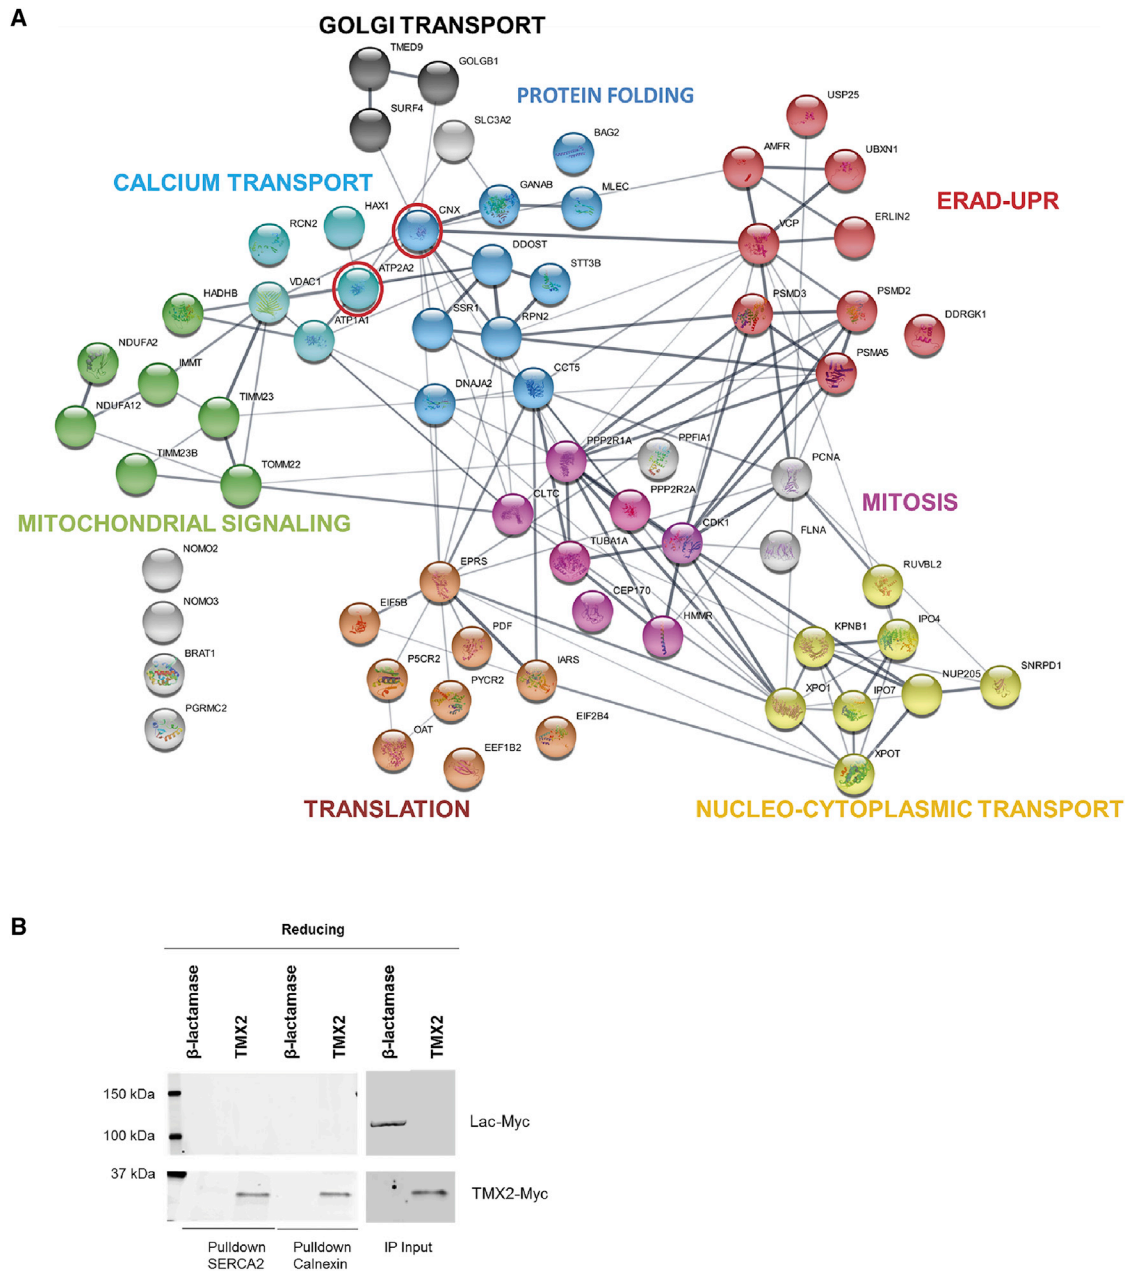 A
GOLGI TRANSPORT
TMED9
GOLGB1
SURF4
SLC3A2
PROTEIN FOLDING
BAG2
USP25
AMFR
UBXN1
CALCIUM TRANSPORT
GANAB
MLEC
ERAD-UPR
HAX1
CNX
RCN2
VCP
ERLIN2
DDOST
ATP2A2
STT3B
VDAC1
HADHB
PSMD3
PSMD2
SSR1
RPN2
DDRGK1
ATP1A1
NDUFA2
IMMT
PSMA5
CCT5
DNAJA2
NDUFA12
TIMM23
PPP2R1A
PPFIA1
PCNA
TIMM23B
TOMM22
PPP2R2A
CLTC
MITOSIS
MITOCHONDRIAL SIGNALING
CDK1
FLNA
TUBA1A
NOMO2
EPRS
RUVBL2
CEP170
EIF5B
NOMO3
PDF
HMMR
KPNB1
IPO4
BRAT1
P5CR2
IARS
SNRPD1
PYCR2
XPO1
IPO7
NUP205
PGRMC2
OAT
EIF2B4
EEF1B2
XPOT
TRANSLATION
NUCLEO-CYTOPLASMIC TRANSPORT
B
Reducing
β-lactamase
TMX2
β-lactamase
TMX2
β-lactamase
TMX2
150 kDa
100 kDa
37 kDa
Lac-Myc
TMX2-Myc
Pulldown
SERCA2
Pulldown
Calnexin
IP Input